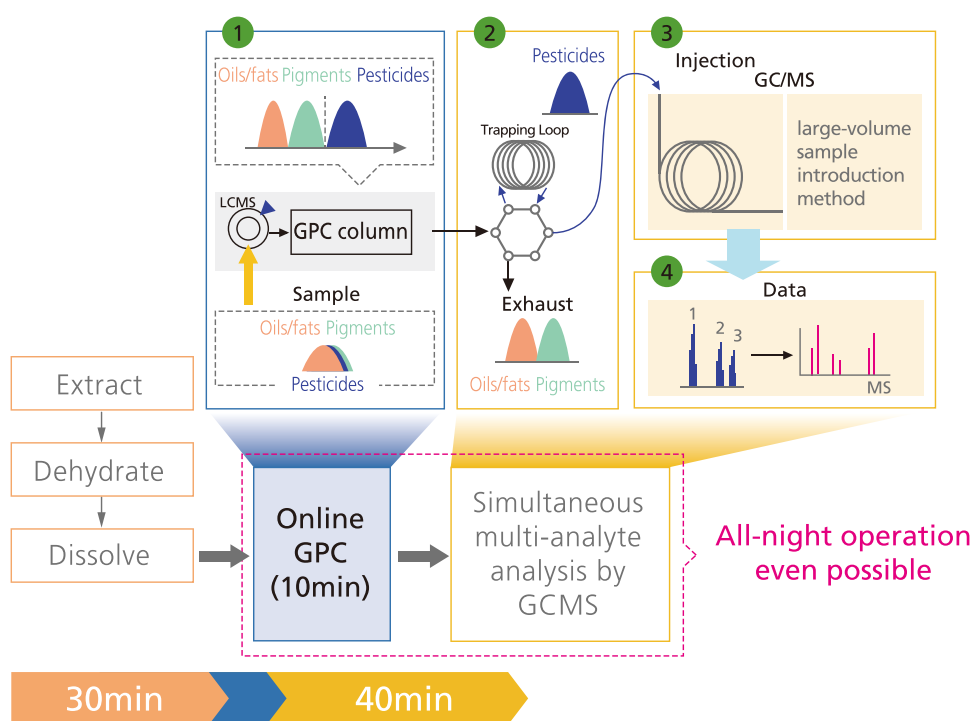 1
Oils/fats Pigments Pesticides
LCMS
GPC column
Sample
Oils/fats Pigments
Pesticides
2
Pesticides
Trapping Loop
Exhaust
Oils/fats Pigments
3
Injection
GC/MS
large-volume
sample
introduction
method
4
Data
1
2
3
MS
Extract
Dehydrate
Dissolve
Online
GPC
(10min)
Simultaneous
multi-analyte
analysis by
GCMS
All-night operation
even possible
30min
40min